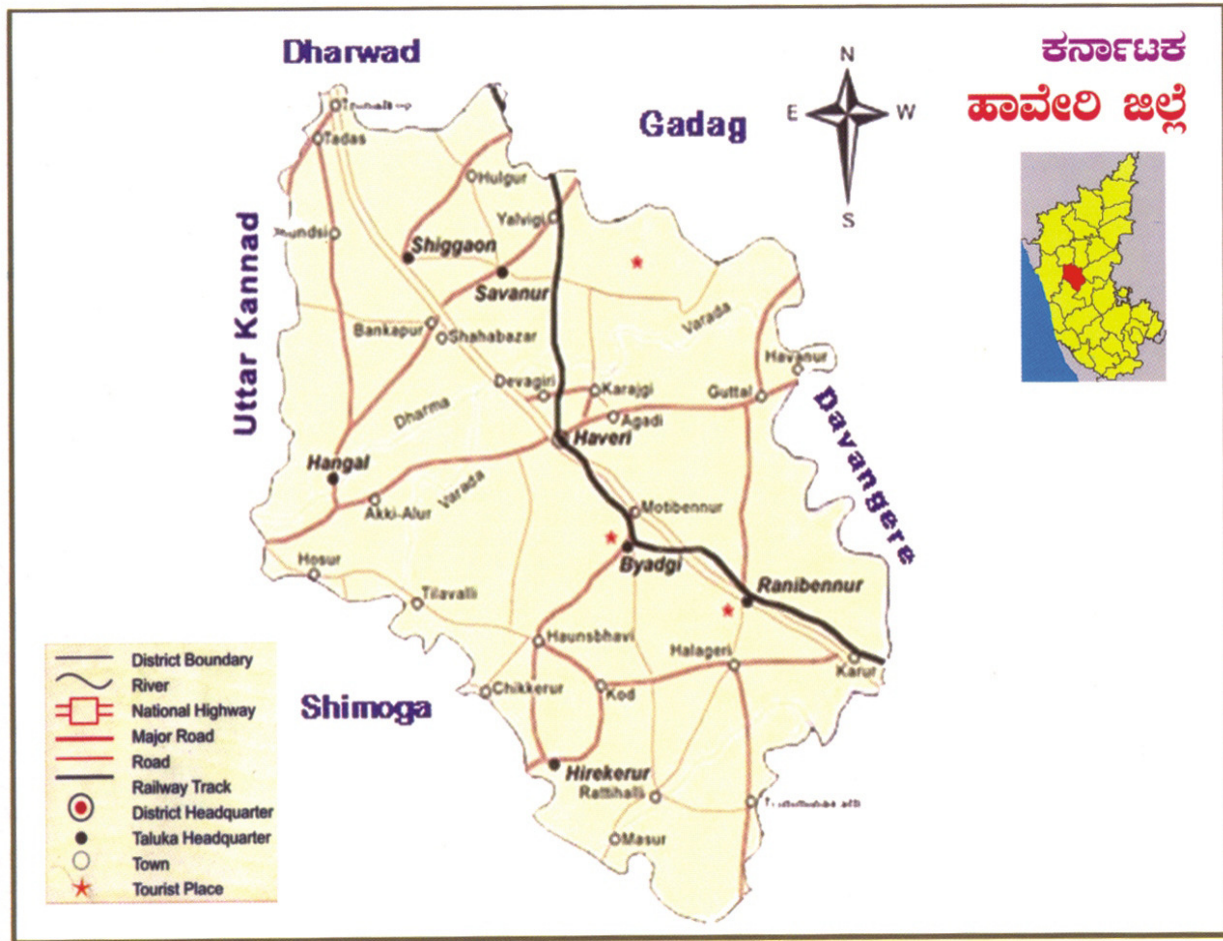 Dharwad
ಕರ್ನಾಟಕ
ಹಾವೇರಿ ಜಿಲ್ಲೆ
N
E
W
S
Gadag
Tadas
Hulgur
Yalvigi
Uttar Kannad
Shiggaon
Savanur
Bankapur
Shahabazar
Varada
Havanur
Devagiri
Karajgi
Guttal
Dharma
Agadi
Haveri
Davangere
Hangal
Varada
Akki-Alur
Motibennur
Hosur
Byadgi
Ranibennur
Tilavalli
Haunsbhavi
Halageri
Karur
Chikkerur
Kod
Shimoga
Hirekerur
Rattihalli
Masur
District Boundary
River
National Highway
Major Road
Road
Railway Track
District Headquarter
Taluka Headquarter
Town
Tourist Place